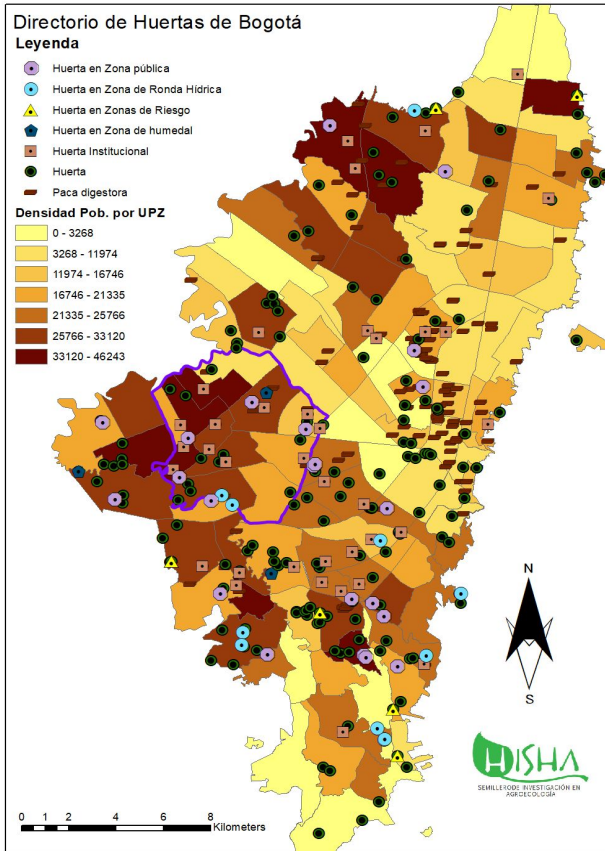 Directorio de Huertas de Bogotá
Leyenda
Huerta en Zona pública
Huerta en Zona de Ronda Hídrica
Huerta en Zonas de Riesgo
Huerta en Zona de humedal
Huerta Institucional
Huerta
Paca digestora
Densidad Pob. por UPZ
0 - 3268
3268 - 11974
11974 - 16746
16746 - 21335
21335 - 25766
25766 - 33120
33120 - 46243
N
S
HISHA
SEMILLERODE INVESTIGACIÓN EN
AGROECOLOGÍA
0 1 2 4 6 8
Kilometers